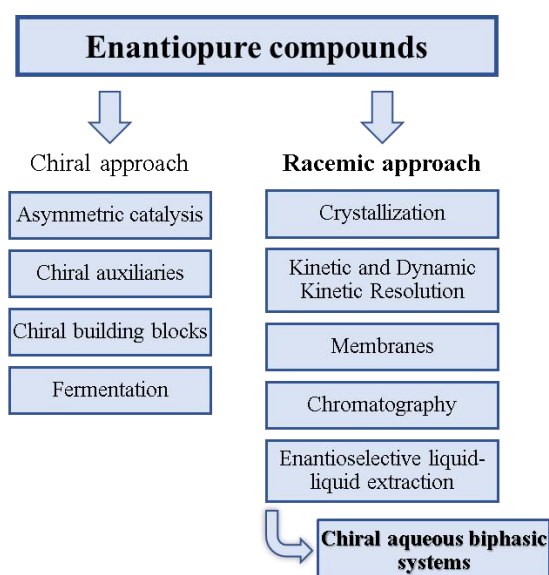 Enantiopure compounds
Chiral approach
Asymmetric catalysis
Chiral auxiliaries
Chiral building blocks
Fermentation
Racemic approach
Crystallization
Kinetic and Dynamic
Kinetic Resolution
Membranes
Chromatography
Enantioselective liquid-
liquid extraction
Chiral aqueous biphasic
systems